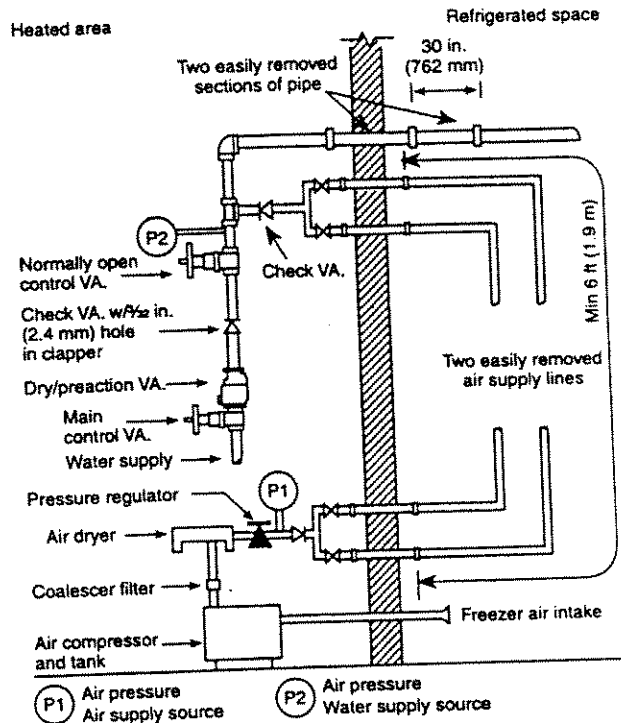 Heated area
Refrigerated space
30 in.
(762 mm)
Two easily removed
sections of pipe
P2
Normally open
control VA.
Check VA.
Check VA. w/3/32 in.
(2.4 mm) hole
in clapper
Min 6 ft (1.9 m)
Two easily removed
air supply lines
Dry/preaction VA.
Main
control VA.
Water supply
Pressure regulator
P1
Air dryer
Coalescer filter
Freezer air intake
Air compressor
and tank
P1
Air pressure
Air supply source
P2
Air pressure
Water supply source